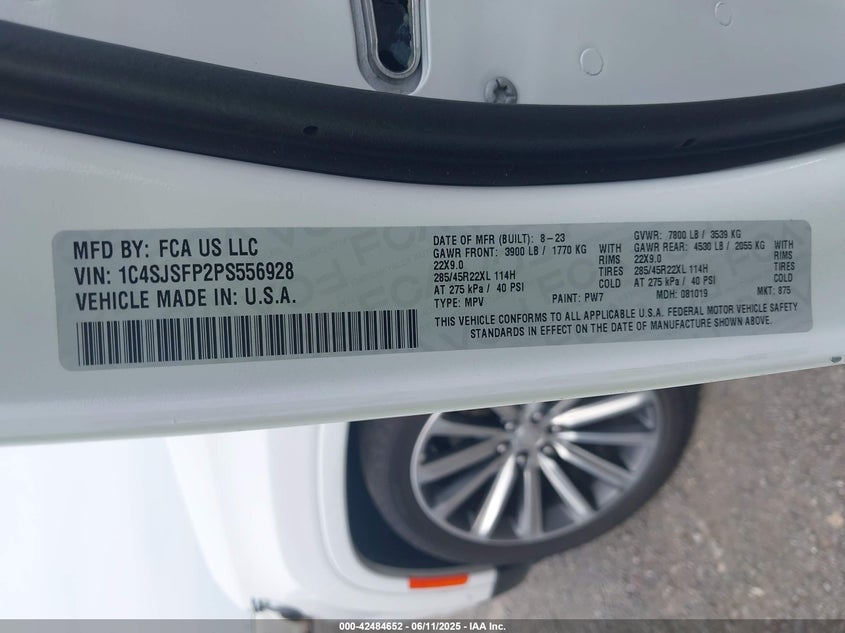 MFD BY: FCA US LLC
VIN: 1C4SJSFP2PS556928
VEHICLE MADE IN: U.S.A.
DATE OF MFR (BUILT): 8-23 GVWR: 7800 LB / 3539 KG
GAWR FRONT: 3900 LB / 1770 KG WITH GAWR REAR: 4530 LB / 2055 KG WITH
22X9.0 RIMS 22X9.0 RIMS
285/45R22XL 114H TIRES 285/45R22XL 114H TIRES
AT 275 kPa / 40 PSI COLD AT 275 kPa / 40 PSI COLD
TYPE: MPV PAINT: PW7 MDH: 081019 MKT: 875
THIS VEHICLE CONFORMS TO ALL APPLICABLE U.S.A. FEDERAL MOTOR VEHICLE SAFETY
STANDARDS IN EFFECT ON THE DATE OF MANUFACTURE SHOWN ABOVE.
000-42484652 / 06/11/2025 - IAA Inc.